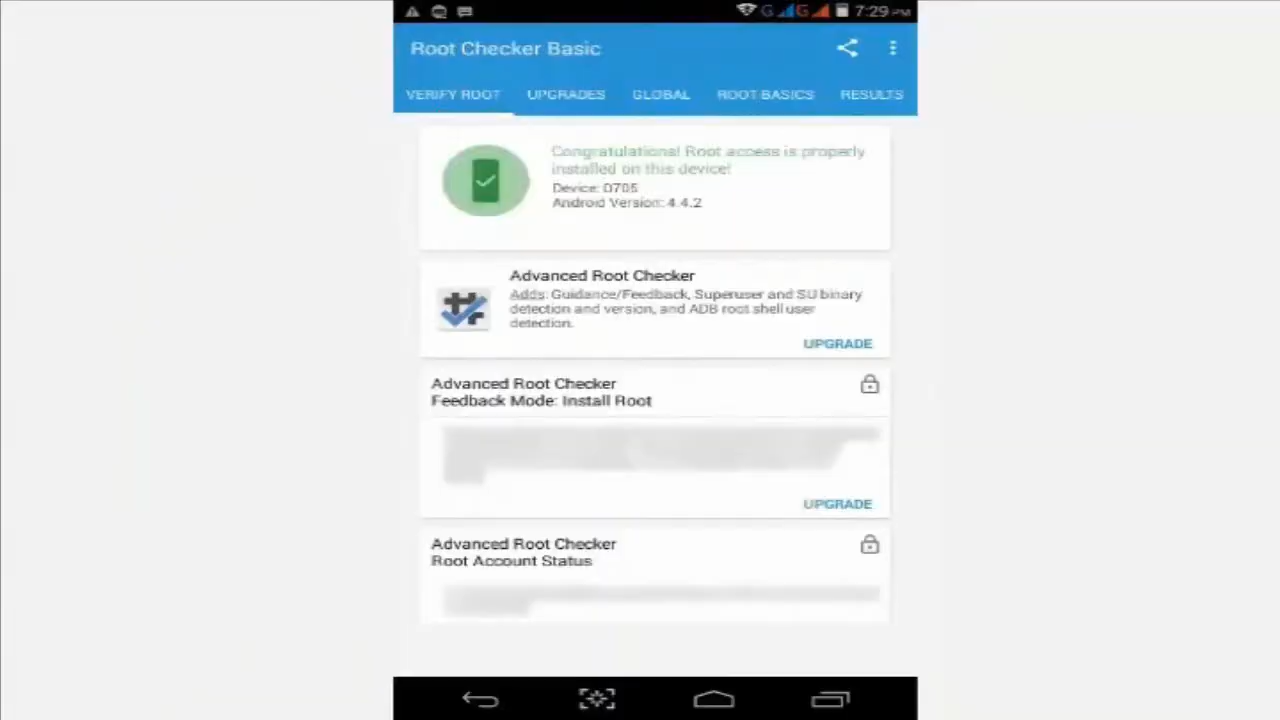 G G 7:29 PM
Root Checker Basic
VERIFY ROOT UPGRADES GLOBAL ROOT BASICS RESULTS
Congratulations! Root access is properly
installed on this device!
Device: 0705
Android Version: 4.4.2
Advanced Root Checker
Adds: Guidance/Feedback, Superuser and SU binary
detection and version, and ADB root shell user
detection.
UPGRADE
Advanced Root Checker
Feedback Mode: Install Root
UPGRADE
Advanced Root Checker
Root Account Status